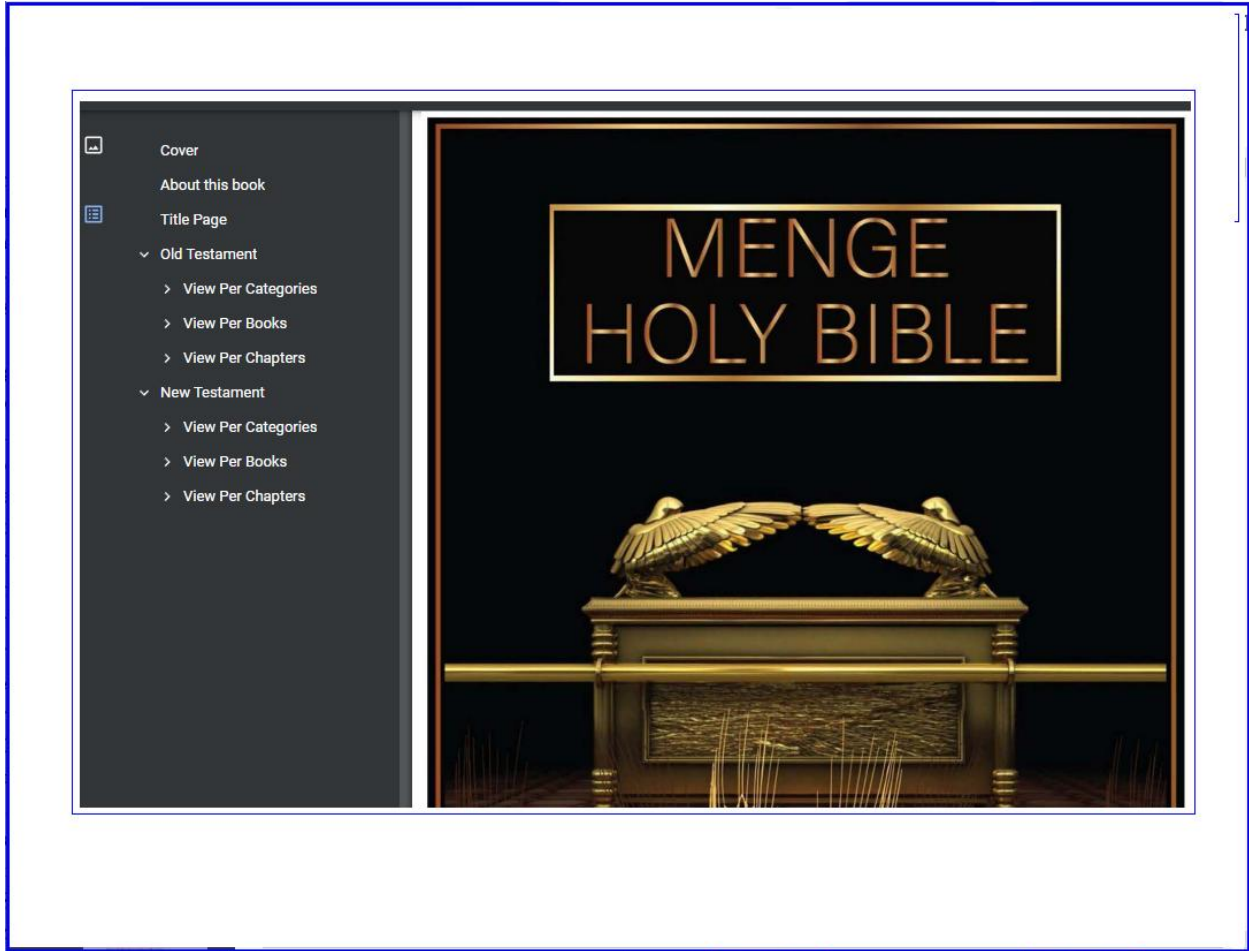 Cover
About this book
Title Page
Old Testament
View Per Categories
View Per Books
View Per Chapters
New Testament
View Per Categories
View Per Books
View Per Chapters
MENGE
HOLY BIBLE